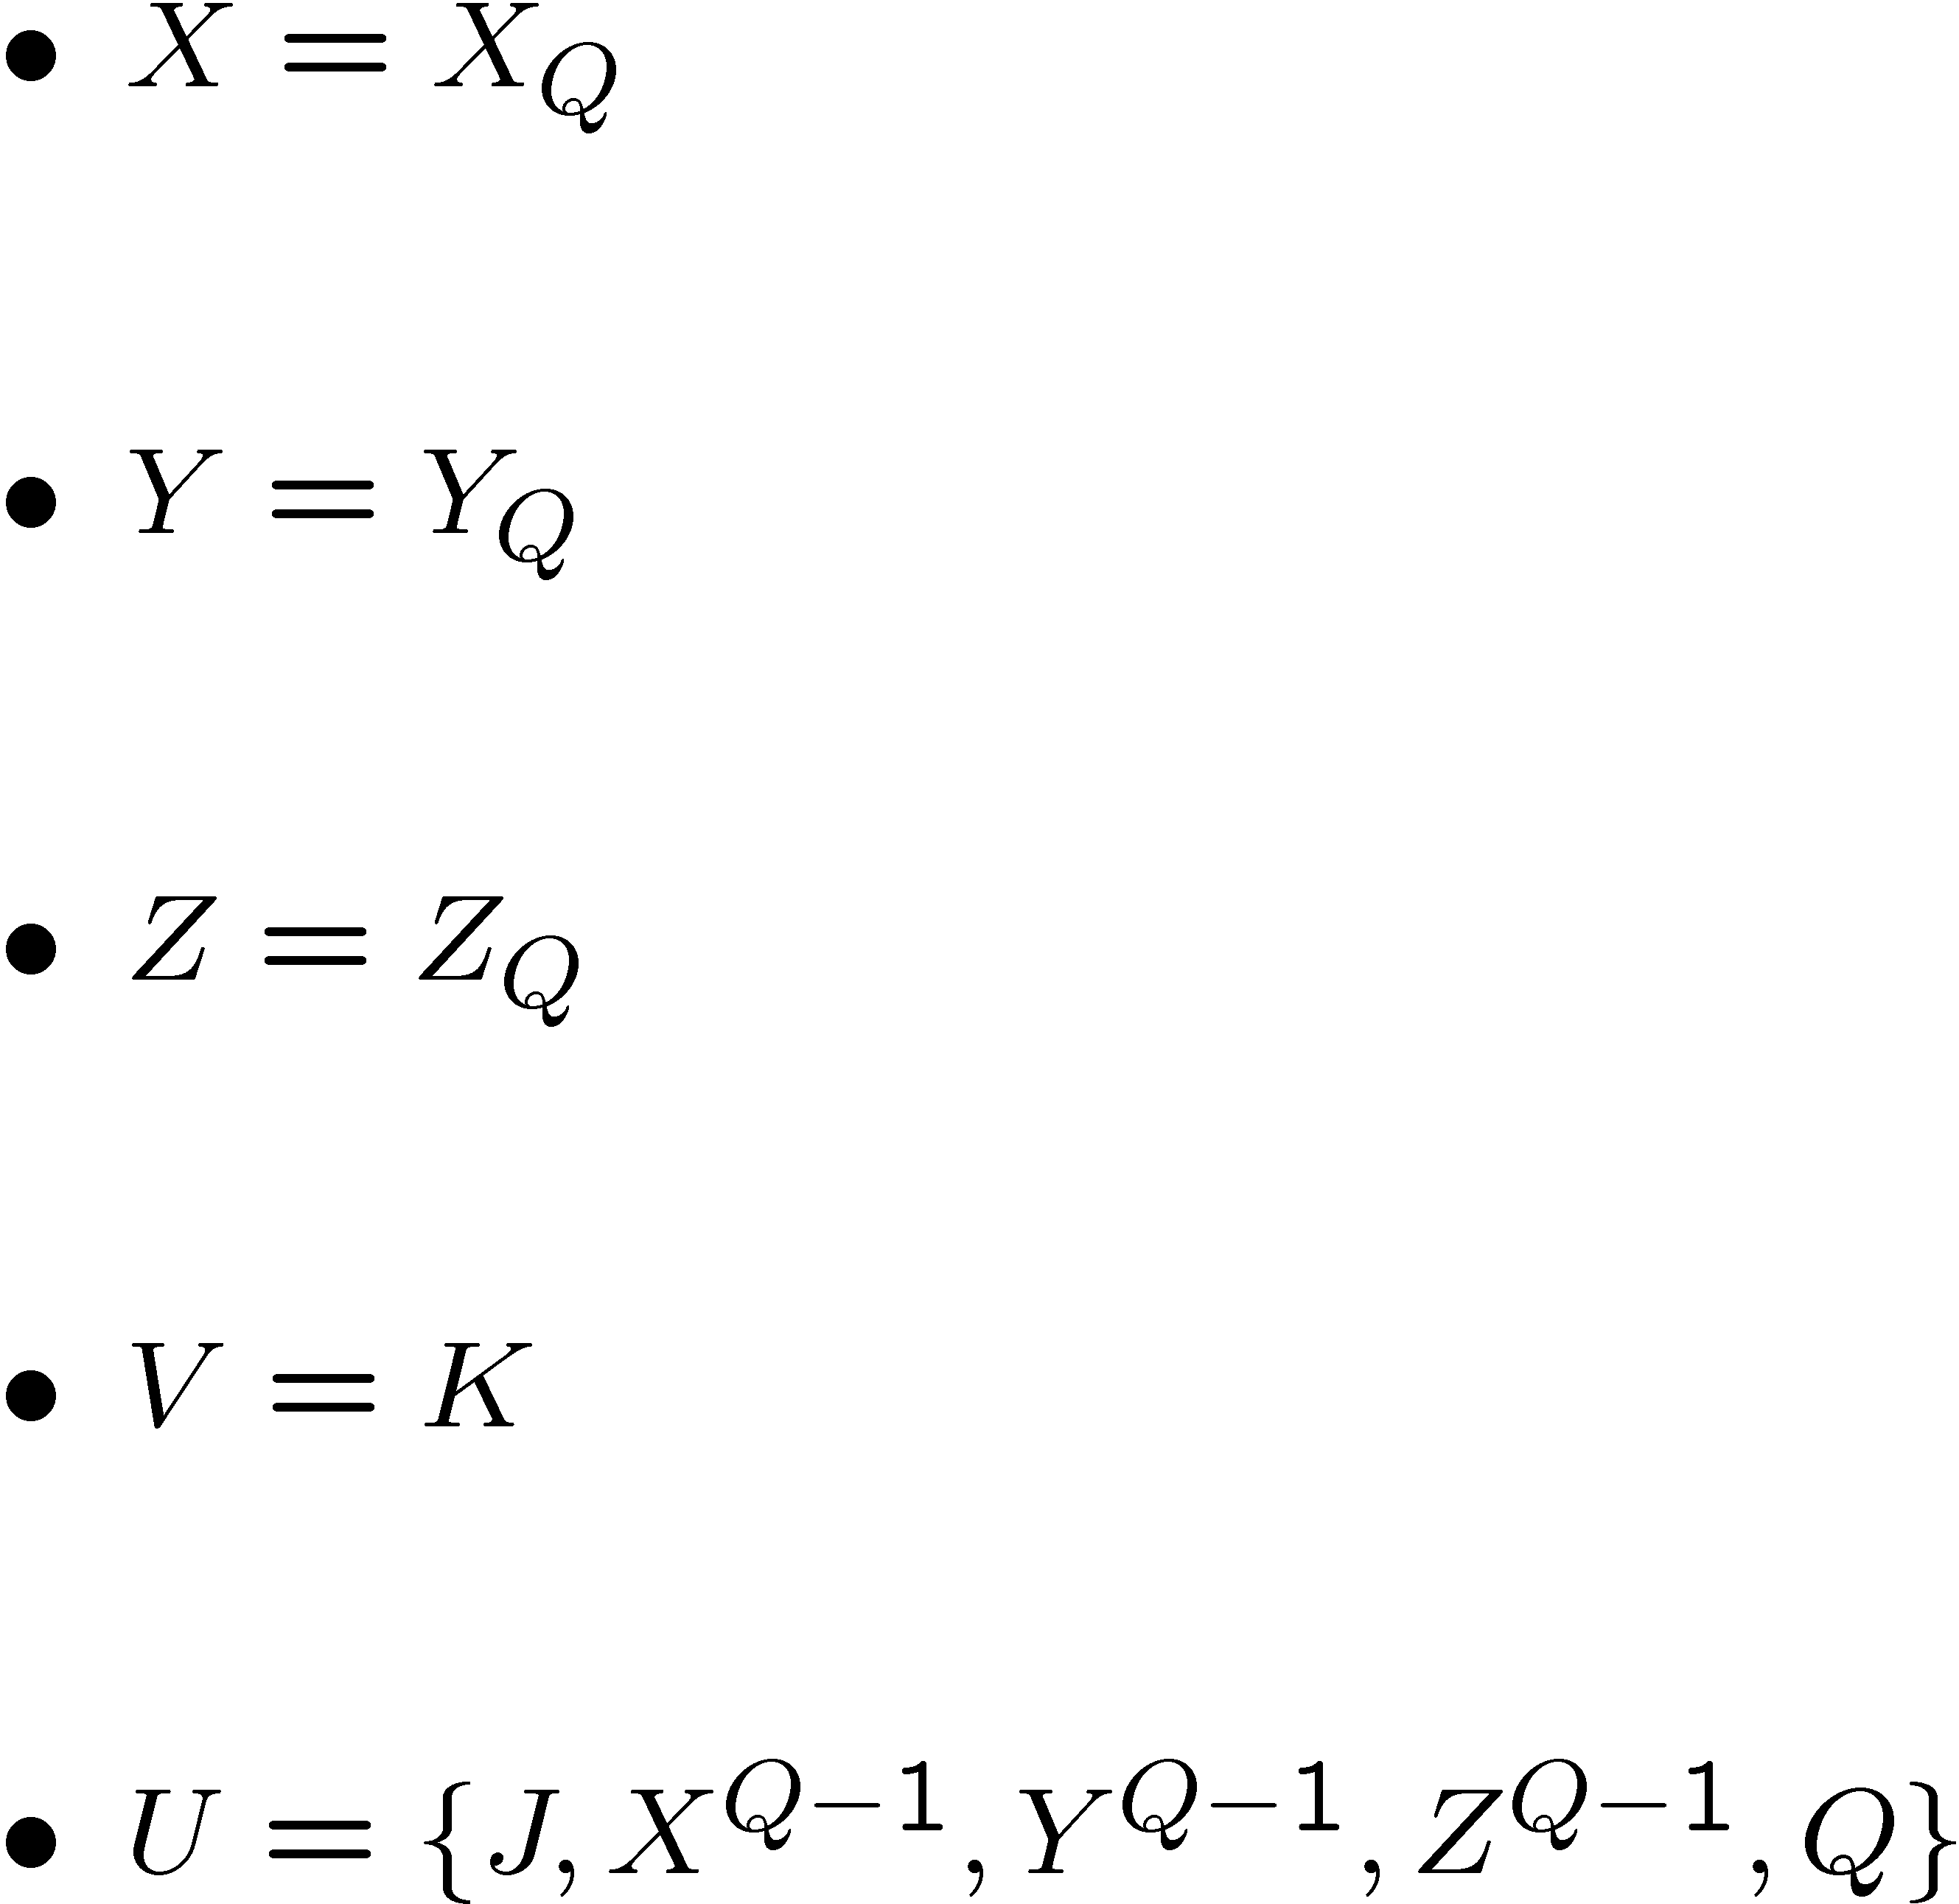 • X = X_Q
• Y = Y_Q
• Z = Z_Q
• V = K
• U = {J, X^{Q−1}, Y^{Q−1}, Z^{Q−1}, Q}